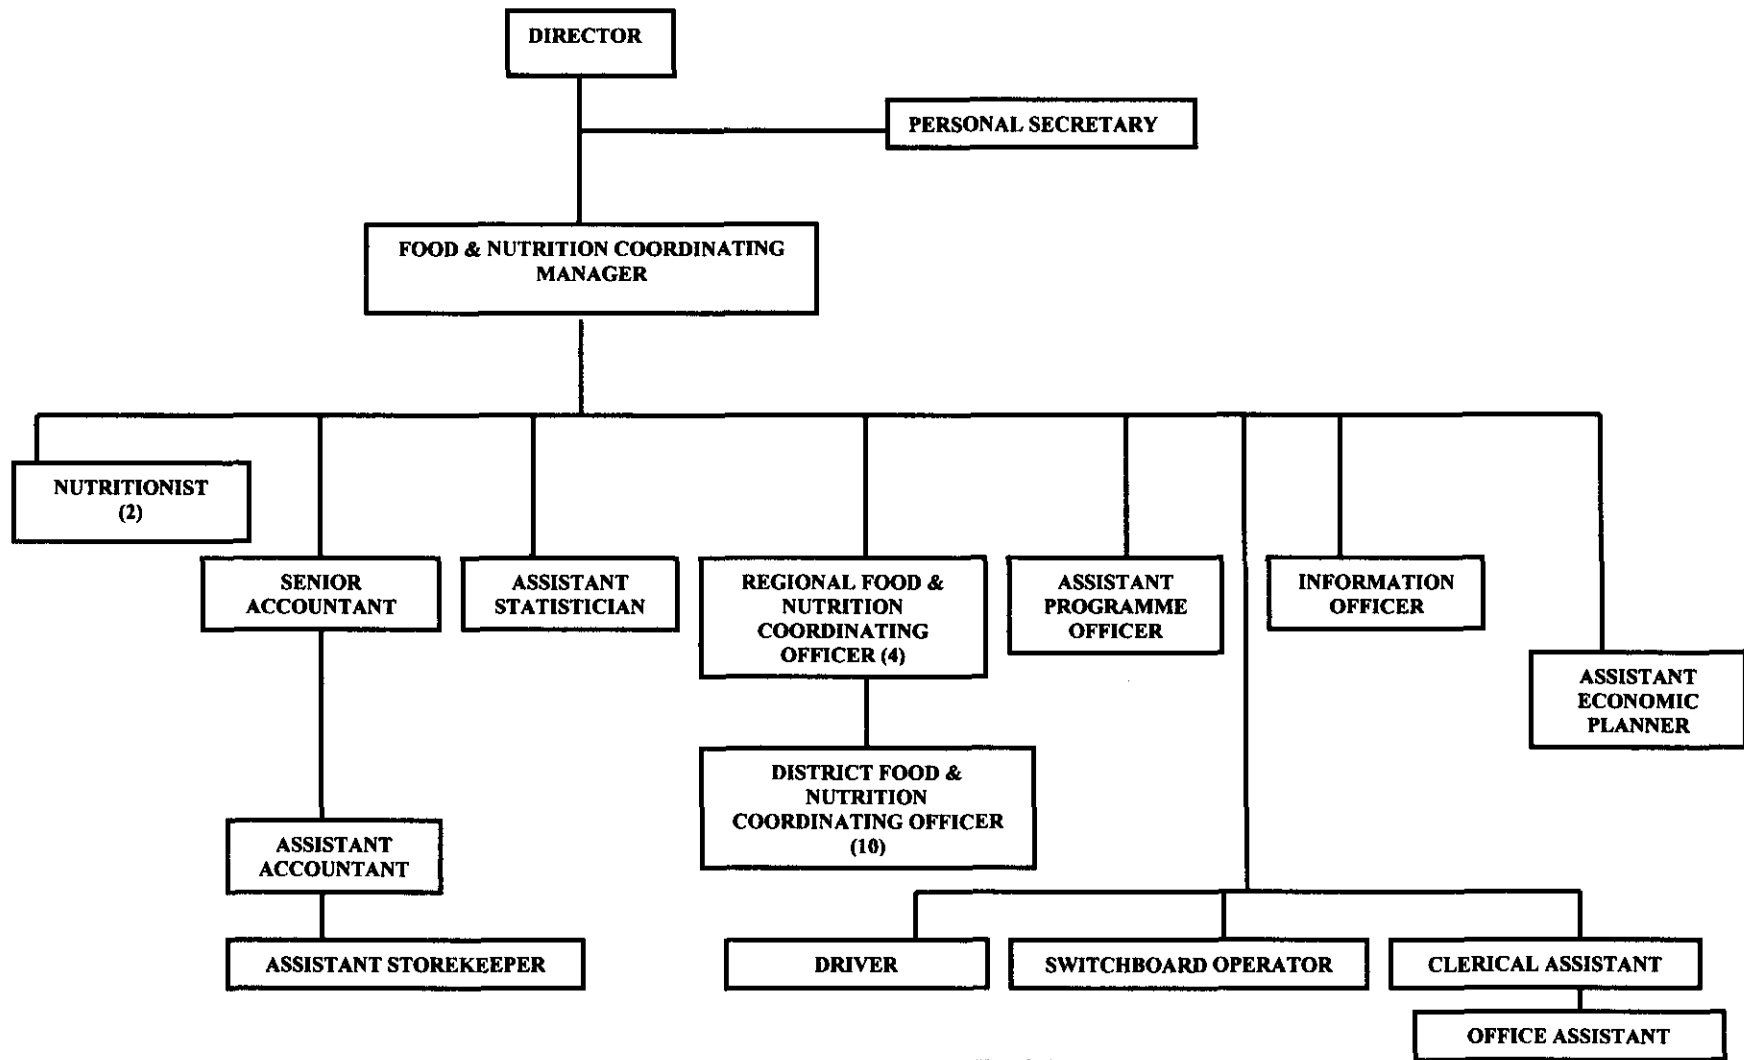 DIRECTOR
PERSONAL SECRETARY
FOOD & NUTRITION COORDINATING
MANAGER
NUTRITIONIST
(2)
SENIOR
ACCOUNTANT
ASSISTANT
STATISTICIAN
REGIONAL FOOD &
NUTRITION
COORDINATING
OFFICER (4)
ASSISTANT
PROGRAMME
OFFICER
INFORMATION
OFFICER
ASSISTANT
ECONOMIC
PLANNER
DISTRICT FOOD &
NUTRITION
COORDINATING OFFICER
(10)
ASSISTANT
ACCOUNTANT
ASSISTANT STOREKEEPER
DRIVER
SWITCHBOARD OPERATOR
CLERICAL ASSISTANT
OFFICE ASSISTANT